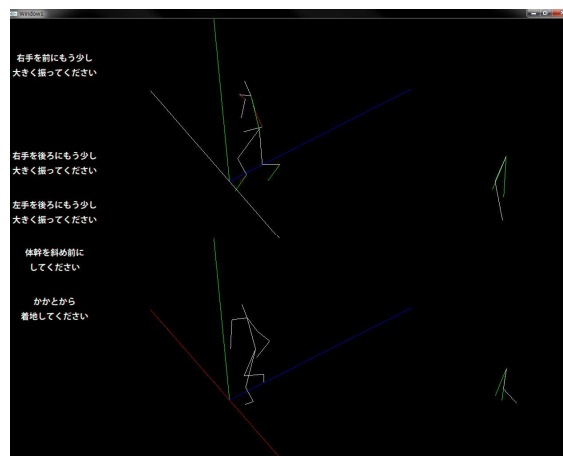 Window1
右手を前にもう少し
大きく振ってください
右手を後ろにもう少し
大きく振ってください
左手を後ろにもう少し
大きく振ってください
体幹を斜め前に
してください
かかとから
着地してください